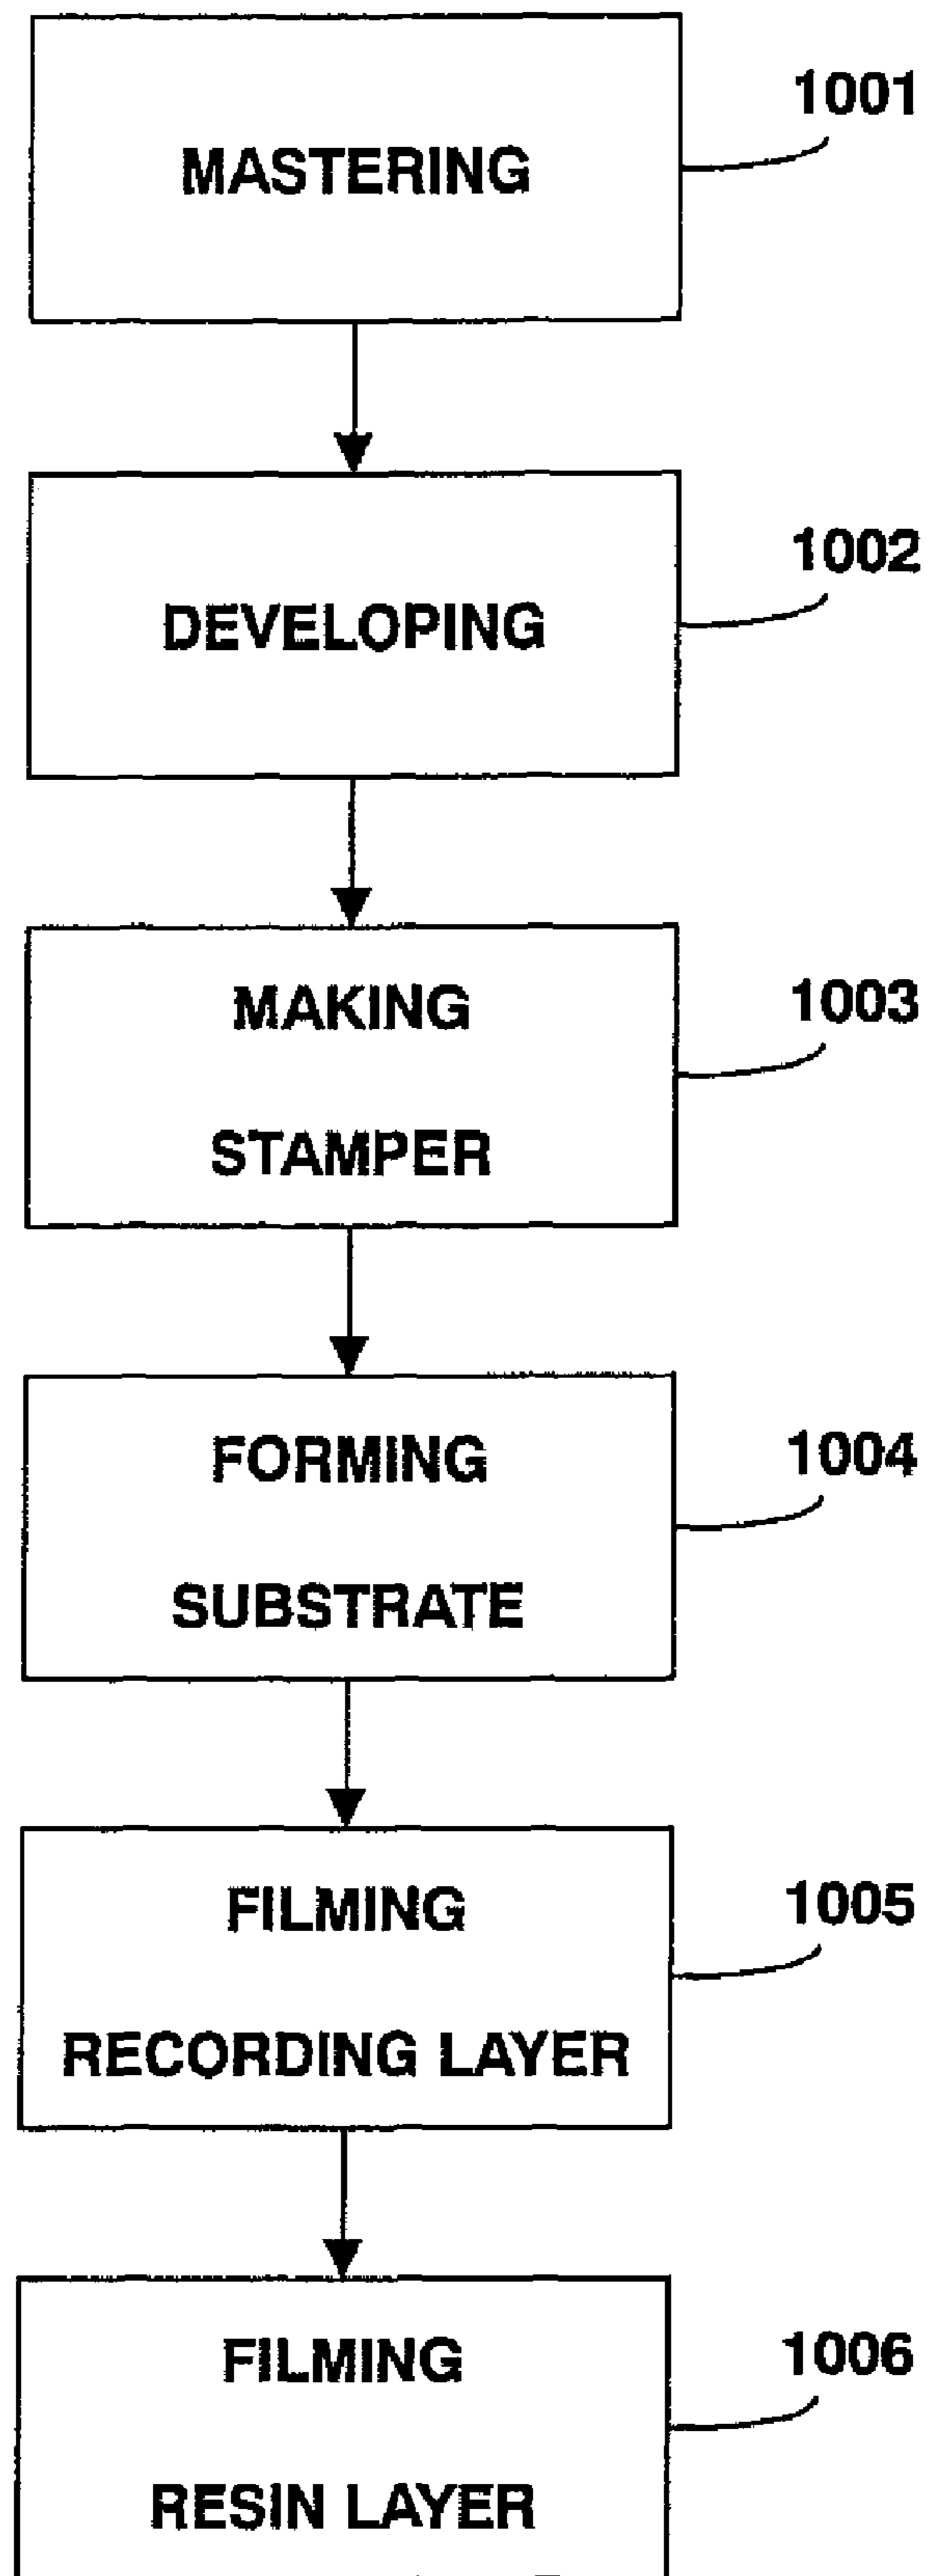 MASTERING
1001
DEVELOPING
1002
MAKING
1003
STAMPER
FORMING
1004
SUBSTRATE
FILMING
1005
RECORDING LAYER
FILMING
1006
RESIN LAYER